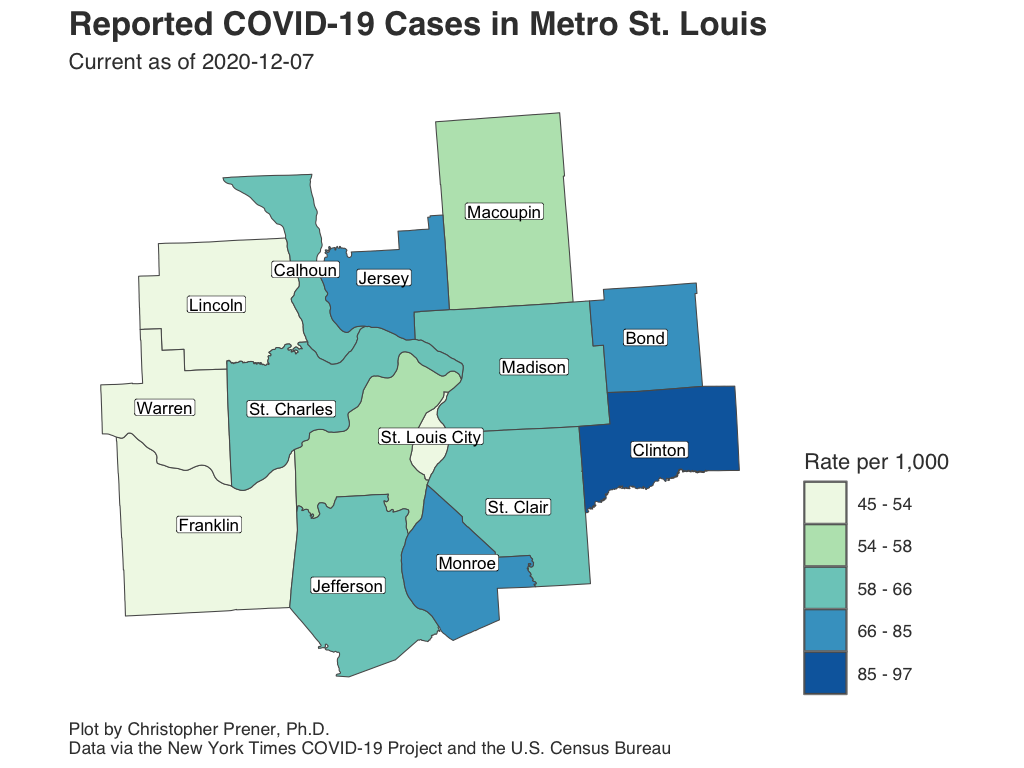 Reported COVID-19 Cases in Metro St. Louis
Current as of 2020-12-07
Macoupin
Calhoun
Jersey
Lincoln
Bond
Madison
Warren
St. Charles
St. Louis City
Clinton
St. Clair
Franklin
Monroe
Jefferson
Rate per 1,000
45 - 54
54 - 58
58 - 66
66 - 85
85 - 97
Plot by Christopher Prener, Ph.D.
Data via the New York Times COVID-19 Project and the U.S. Census Bureau